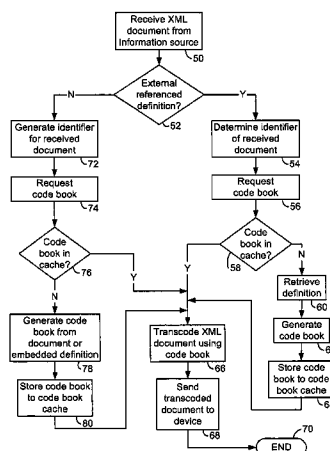 Receive XML
document from
Information source
50
External
referenced
definition?
52
N
Y
Generate identifier
for received
document
72
Determine identifier
of received
document
54
Request
code book
74
Request
code book
56
Code
book in
cache?
76
Code
book in
cache?
58
N
Y
Y
N
Retrieve
definition
60
Generate code
book from
document or
embedded definition
78
Transcode XML
document using
code book
66
Generate
code book
6
Store code book
to code book
cache
80
Send
transcoded
document to
device
68
Store code
book to code
book cache
6
70
END